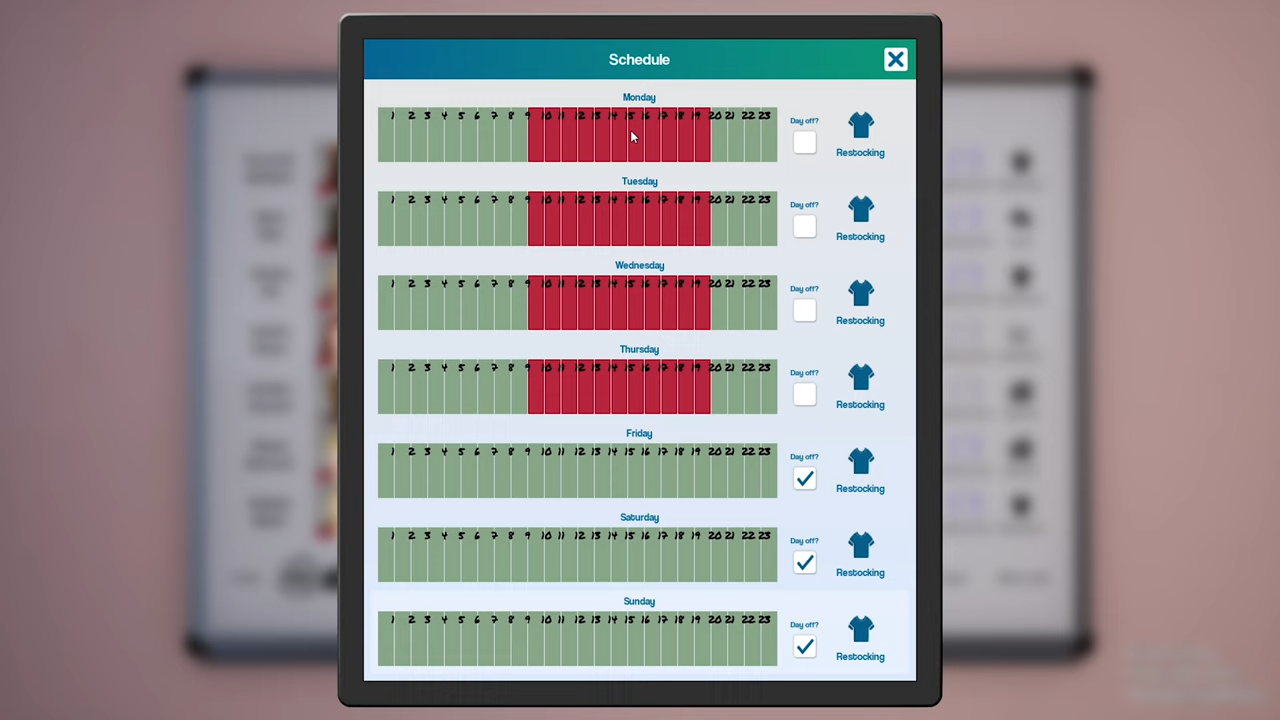 Schedule
Monday
1 2 3 4 5 6 7 8 9 10 11 12 13 14 15 16 17 18 19 20 21 22 23
Day off?
Restocking
Tuesday
1 2 3 4 5 6 7 8 9 10 11 12 13 14 15 16 17 18 19 20 21 22 23
Day off?
Restocking
Wednesday
1 2 3 4 5 6 7 8 9 10 11 12 13 14 15 16 17 18 19 20 21 22 23
Day off?
Restocking
Thursday
1 2 3 4 5 6 7 8 9 10 11 12 13 14 15 16 17 18 19 20 21 22 23
Day off?
Restocking
Friday
1 2 3 4 5 6 7 8 9 10 11 12 13 14 15 16 17 18 19 20 21 22 23
Day off?
Restocking
Saturday
1 2 3 4 5 6 7 8 9 10 11 12 13 14 15 16 17 18 19 20 21 22 23
Day off?
Restocking
Sunday
1 2 3 4 5 6 7 8 9 10 11 12 13 14 15 16 17 18 19 20 21 22 23
Day off?
Restocking